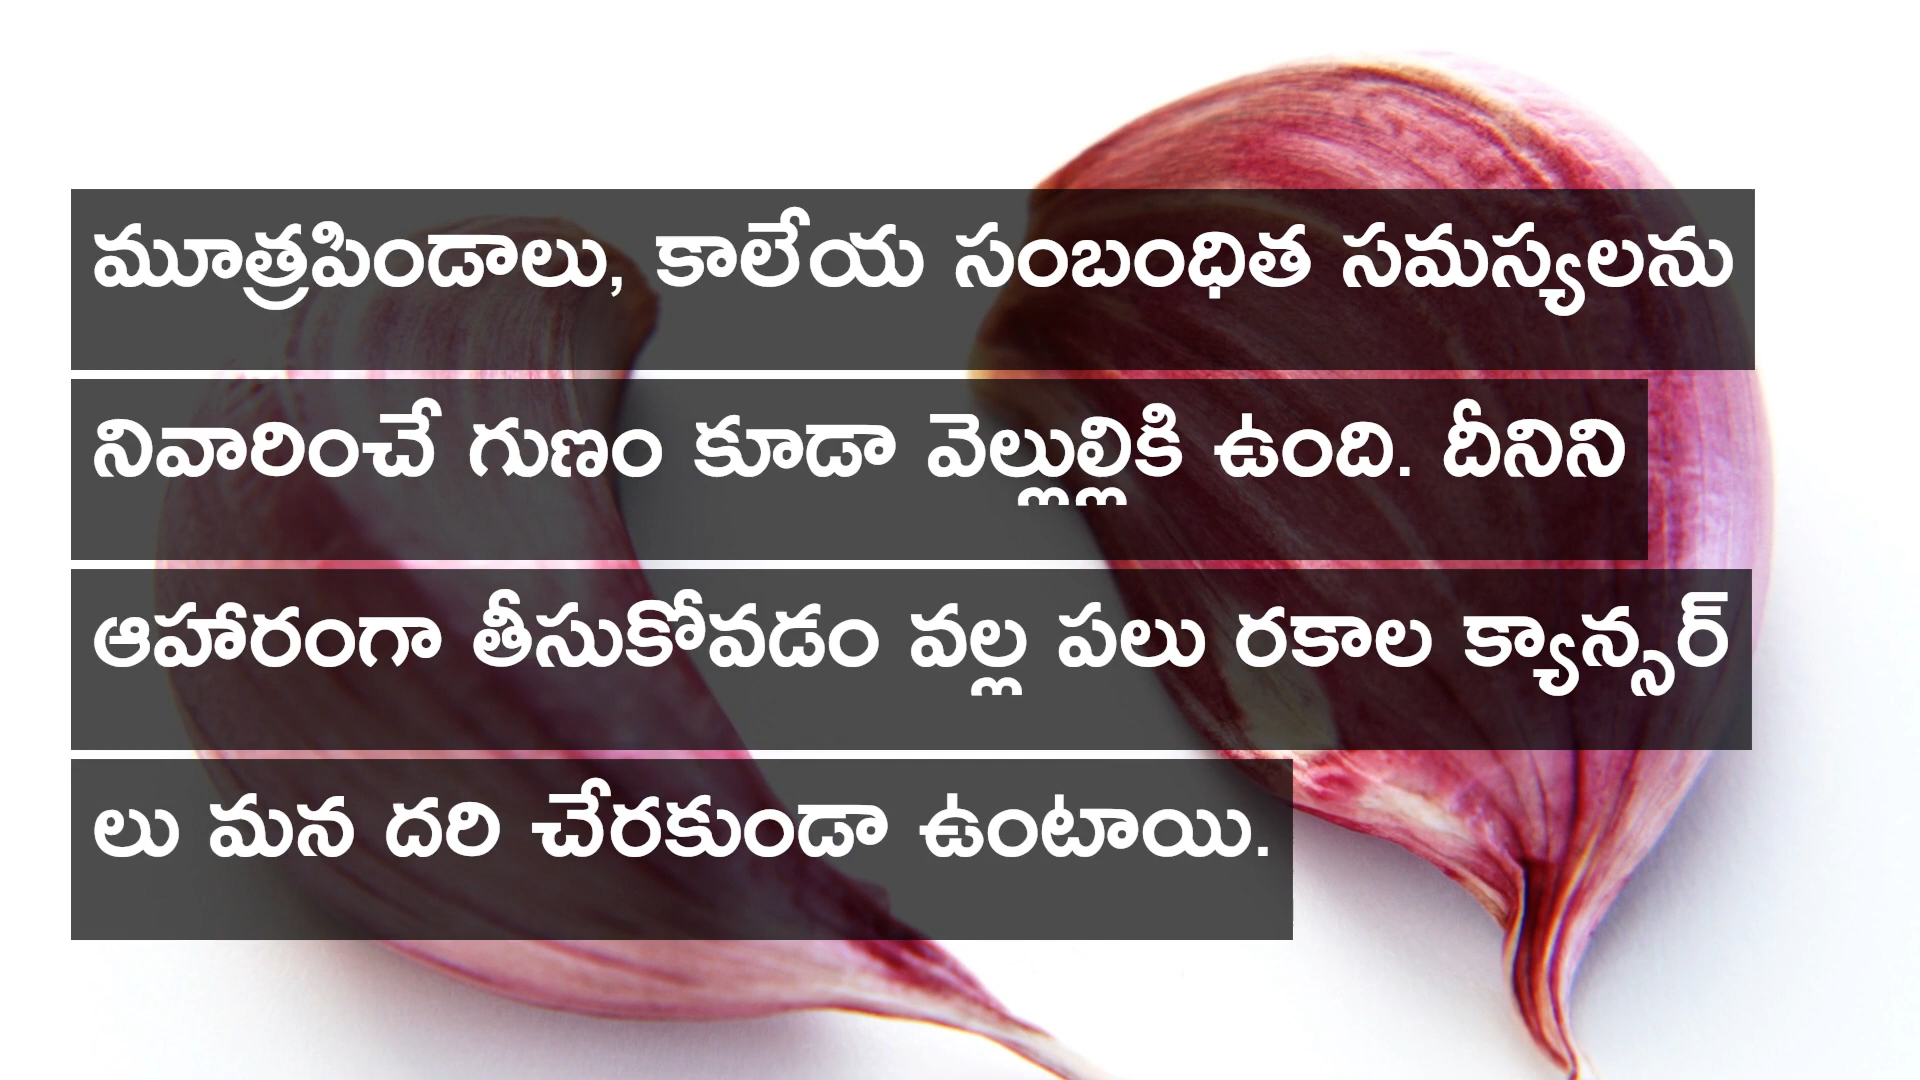 మూత్రపిండాలు, కాలేయ సంబంధిత సమస్యలను
నివారించే గుణం కూడా వెల్లుల్లికి ఉంది. దీనిని
ఆహారంగా తీసుకోవడం వల్ల పలు రకాల క్యాన్సర్
లు మన దరి చేరకుండా ఉంటాయి.